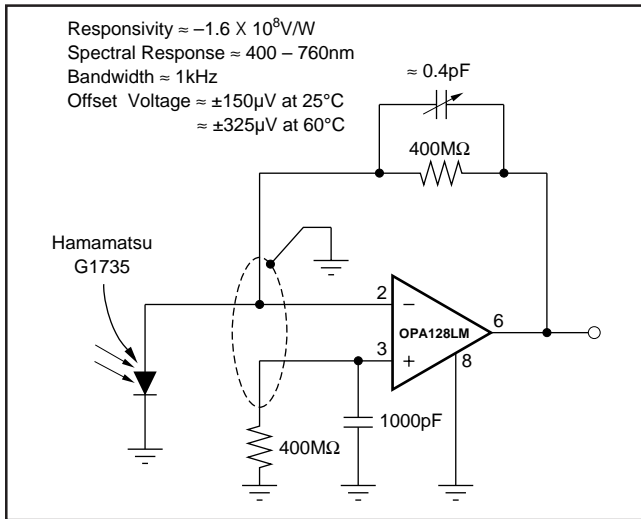 Responsivity ≈ –1.6 X 10⁸V/W
Spectral Response ≈ 400 – 760nm
Bandwidth ≈ 1kHz
Offset Voltage ≈ ±150µV at 25°C
≈ ±325µV at 60°C
≈ 0.4pF
400MΩ
Hamamatsu
G1735
2
–
OPA128LM
6
3
+
8
1000pF
400MΩ